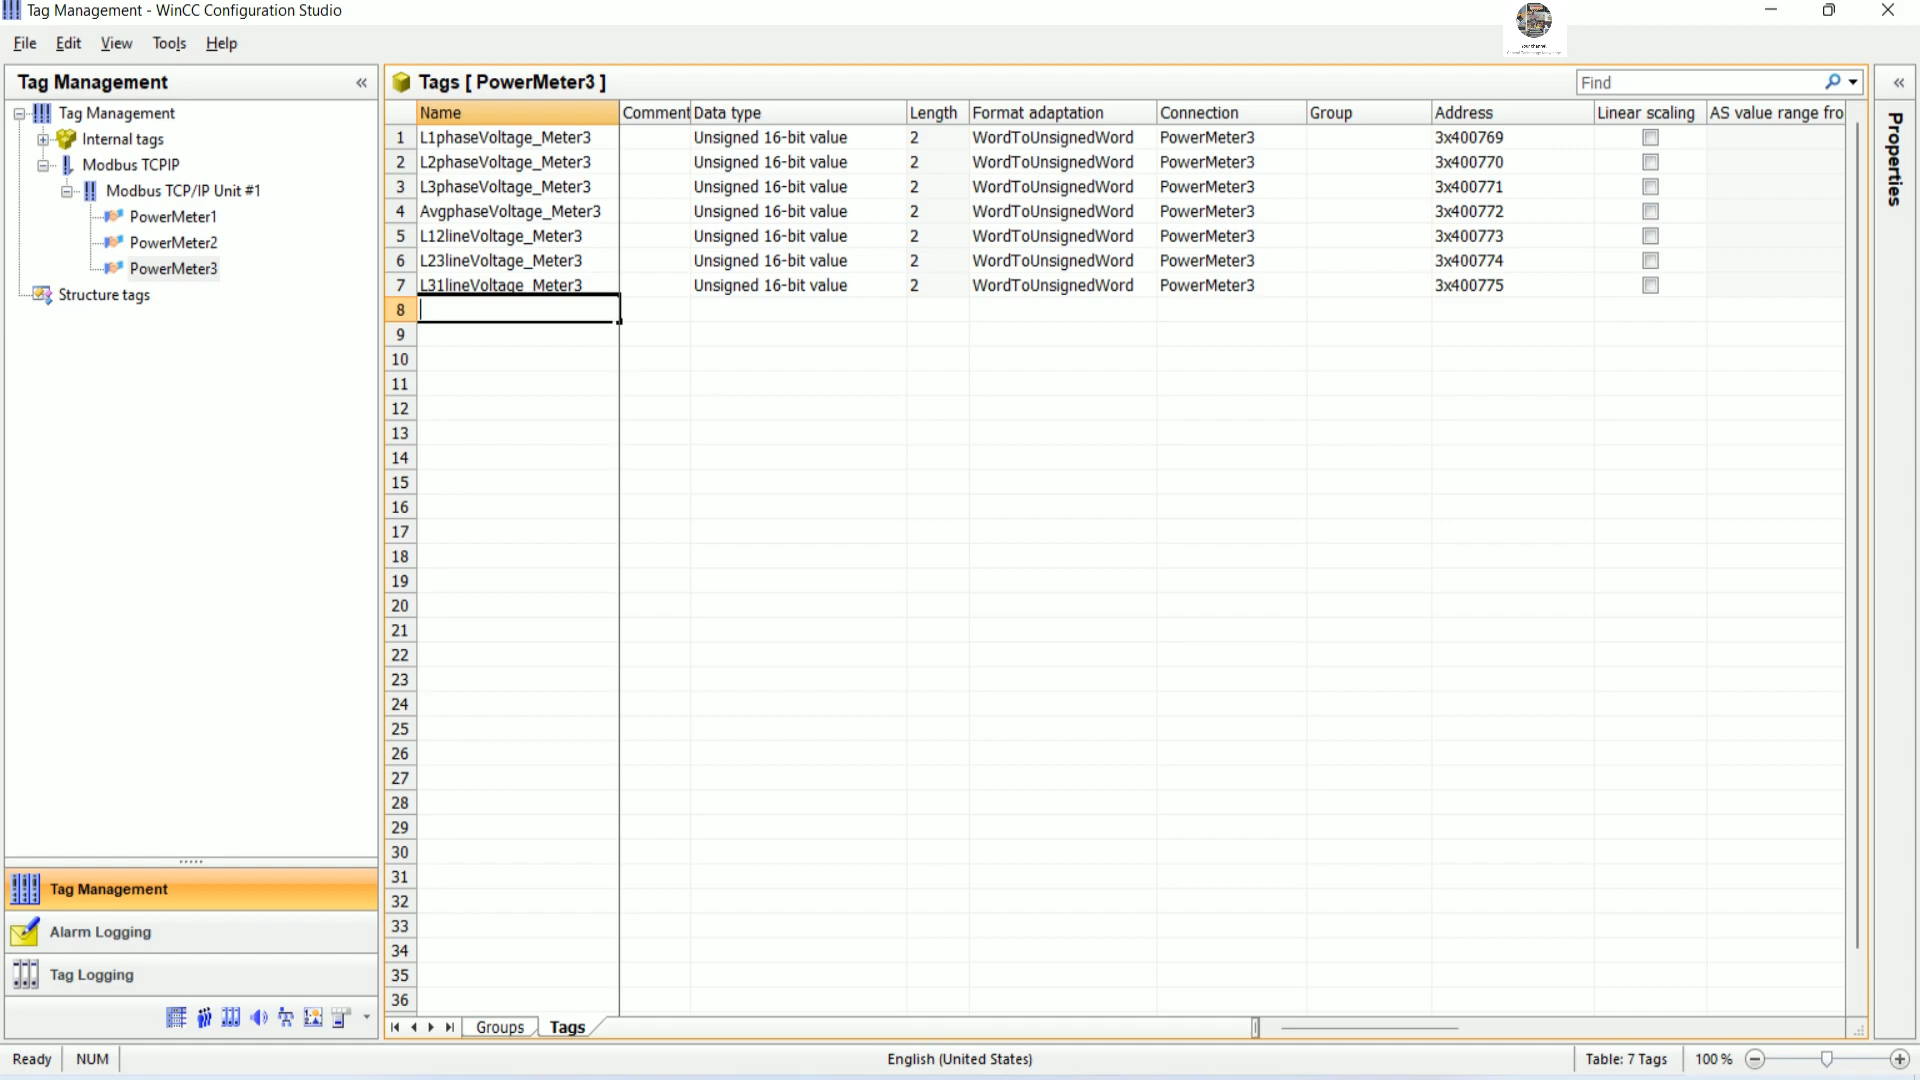 Tag Management - WinCC Configuration Studio
File Edit View Tools Help
Your channel
Tag Management «
Tag Management
Internal tags
Modbus TCPIP
Modbus TCP/IP Unit #1
PowerMeter1
PowerMeter2
PowerMeter3
Structure tags
Tag Management
Alarm Logging
Tag Logging
Tags [ PowerMeter3 ] Find «
Properties
Name Comment Data type Length Format adaptation Connection Group Address Linear scaling AS value range fro
1 L1phaseVoltage_Meter3 Unsigned 16-bit value 2 WordToUnsignedWord PowerMeter3 3x400769
2 L2phaseVoltage_Meter3 Unsigned 16-bit value 2 WordToUnsignedWord PowerMeter3 3x400770
3 L3phaseVoltage_Meter3 Unsigned 16-bit value 2 WordToUnsignedWord PowerMeter3 3x400771
4 AvgphaseVoltage_Meter3 Unsigned 16-bit value 2 WordToUnsignedWord PowerMeter3 3x400772
5 L12lineVoltage_Meter3 Unsigned 16-bit value 2 WordToUnsignedWord PowerMeter3 3x400773
6 L23lineVoltage_Meter3 Unsigned 16-bit value 2 WordToUnsignedWord PowerMeter3 3x400774
7 L31lineVoltage_Meter3 Unsigned 16-bit value 2 WordToUnsignedWord PowerMeter3 3x400775
8
9
10
11
12
13
14
15
16
17
18
19
20
21
22
23
24
25
26
27
28
29
30
31
32
33
34
35
36
Groups Tags
Ready NUM English (United States) Table: 7 Tags 100 %